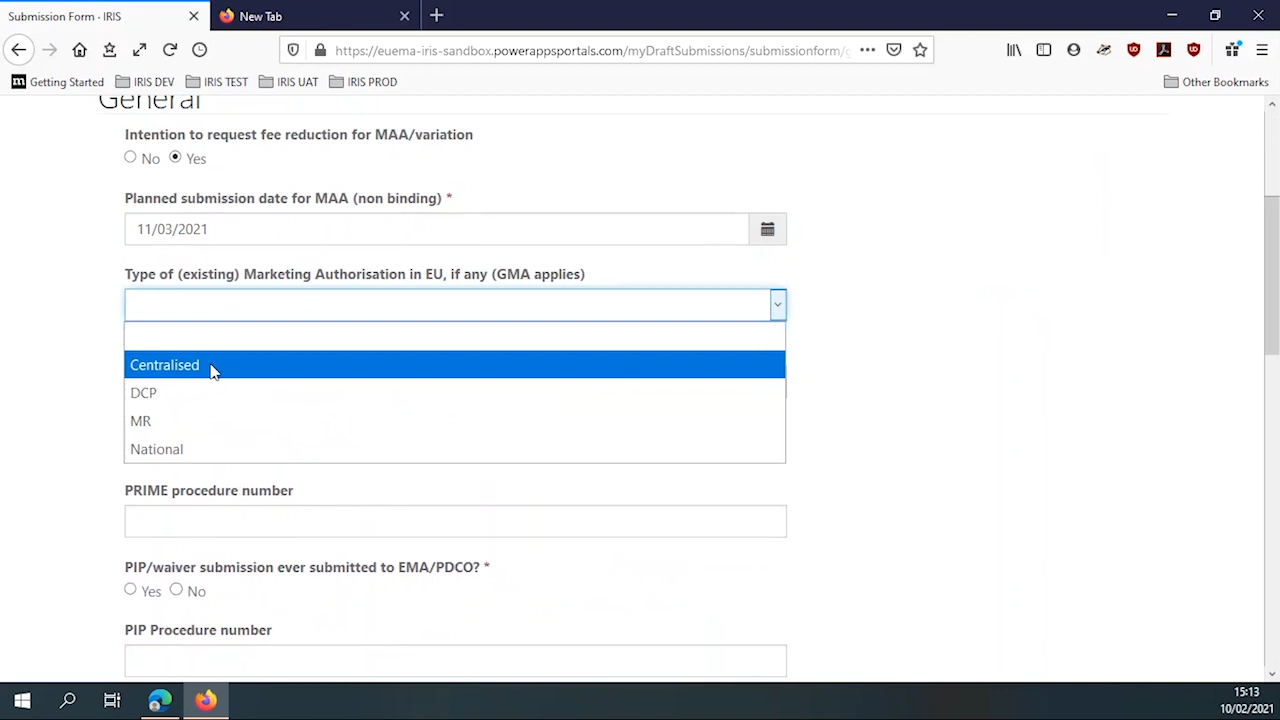 Submission Form - IRIS
New Tab
https://euema-iris-sandbox.powerappsportals.com/myDraftSubmissions/submissionform/
Getting Started
IRIS DEV
IRIS TEST
IRIS UAT
IRIS PROD
Other Bookmarks
General
Intention to request fee reduction for MAA/variation
No Yes
Planned submission date for MAA (non binding) *
11/03/2021
Type of (existing) Marketing Authorisation in EU, if any (GMA applies)
Centralised
DCP
MR
National
PRIME procedure number
PIP/waiver submission ever submitted to EMA/PDCO? *
Yes No
PIP Procedure number
15:13
10/02/2021